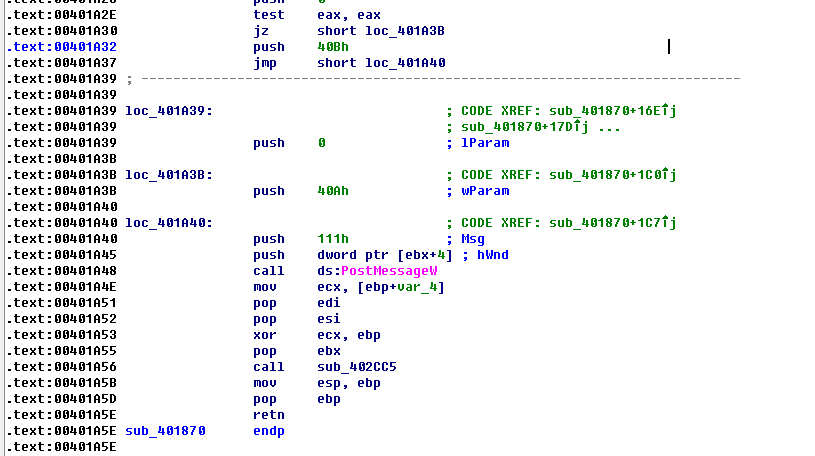 .text:00401A2E test eax, eax
.text:00401A30 jz short loc_401A3B
.text:00401A32 push 40Bh
.text:00401A37 jmp short loc_401A40
.text:00401A39 ; ---------------------------------------------------------------------------
.text:00401A39
.text:00401A39 loc_401A39: ; CODE XREF: sub_401870+16E↑j
.text:00401A39 ; sub_401870+17D↑j ...
.text:00401A39 push 0 ; lParam
.text:00401A3B
.text:00401A3B loc_401A3B: ; CODE XREF: sub_401870+1C0↑j
.text:00401A3B push 40Ah ; wParam
.text:00401A40
.text:00401A40 loc_401A40: ; CODE XREF: sub_401870+1C7↑j
.text:00401A40 push 111h ; Msg
.text:00401A45 push dword ptr [ebx+4] ; hWnd
.text:00401A48 call ds:PostMessageW
.text:00401A4E mov ecx, [ebp+var_4]
.text:00401A51 pop edi
.text:00401A52 pop esi
.text:00401A53 xor ecx, ebp
.text:00401A55 pop ebx
.text:00401A56 call sub_402CC5
.text:00401A5B mov esp, ebp
.text:00401A5D pop ebp
.text:00401A5E retn
.text:00401A5E sub_401870 endp
.text:00401A5E